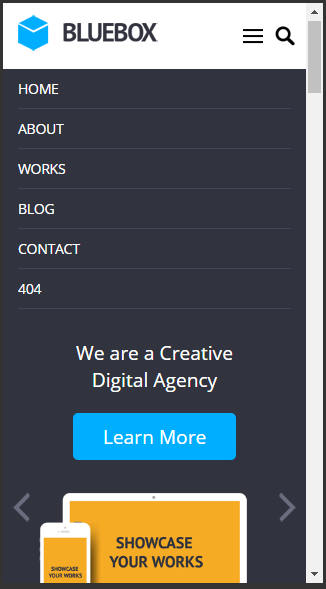 BLUEBOX
HOME
ABOUT
WORKS
BLOG
CONTACT
404
We are a Creative
Digital Agency
Learn More
SHOWCASE
YOUR WORKS
SHOWCASE
YOUR WORKS